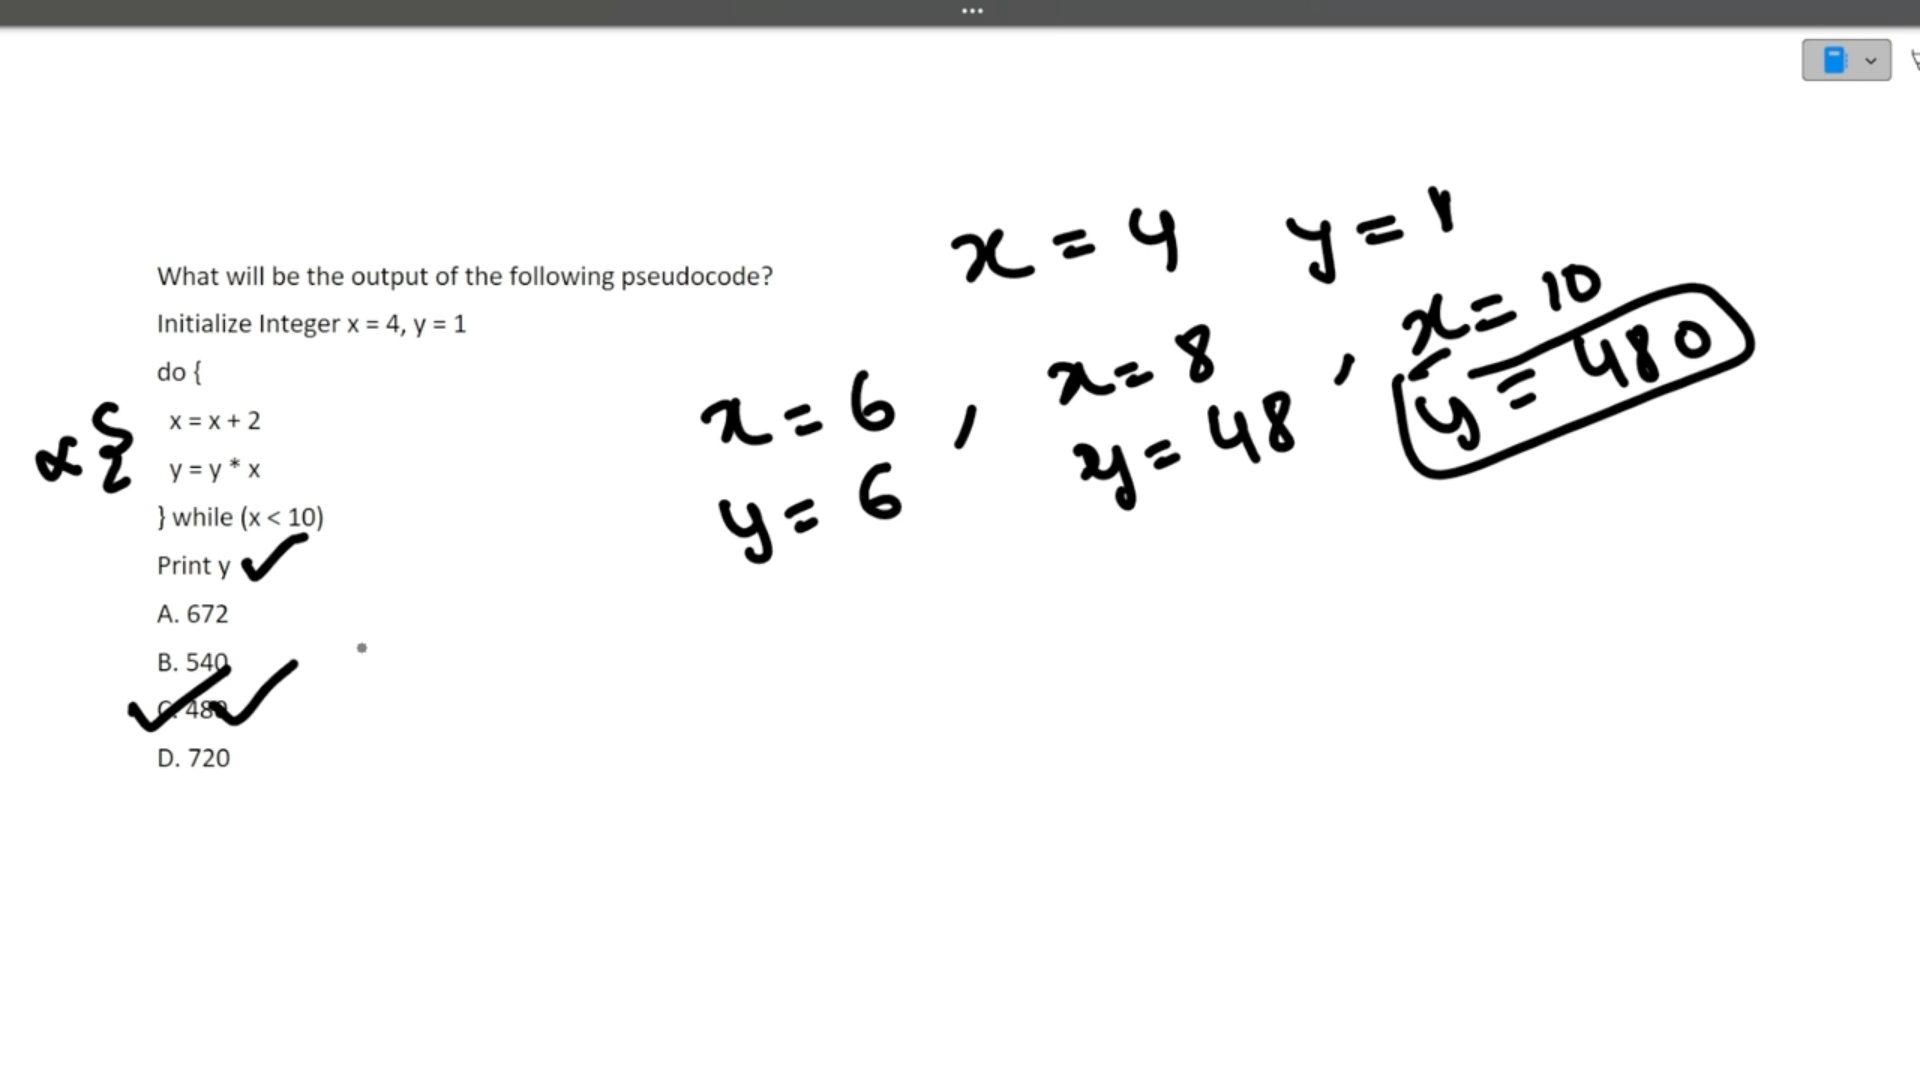 What will be the output of the following pseudocode?
Initialize Integer x = 4, y = 1
do {
x = x + 2
y = y * x
} while (x < 10)
Print y
A. 672
B. 540
C. 480
D. 720
x = 4 y = 1
x = 6 , x = 8 , x = 10
y = 6 y = 48 y = 480